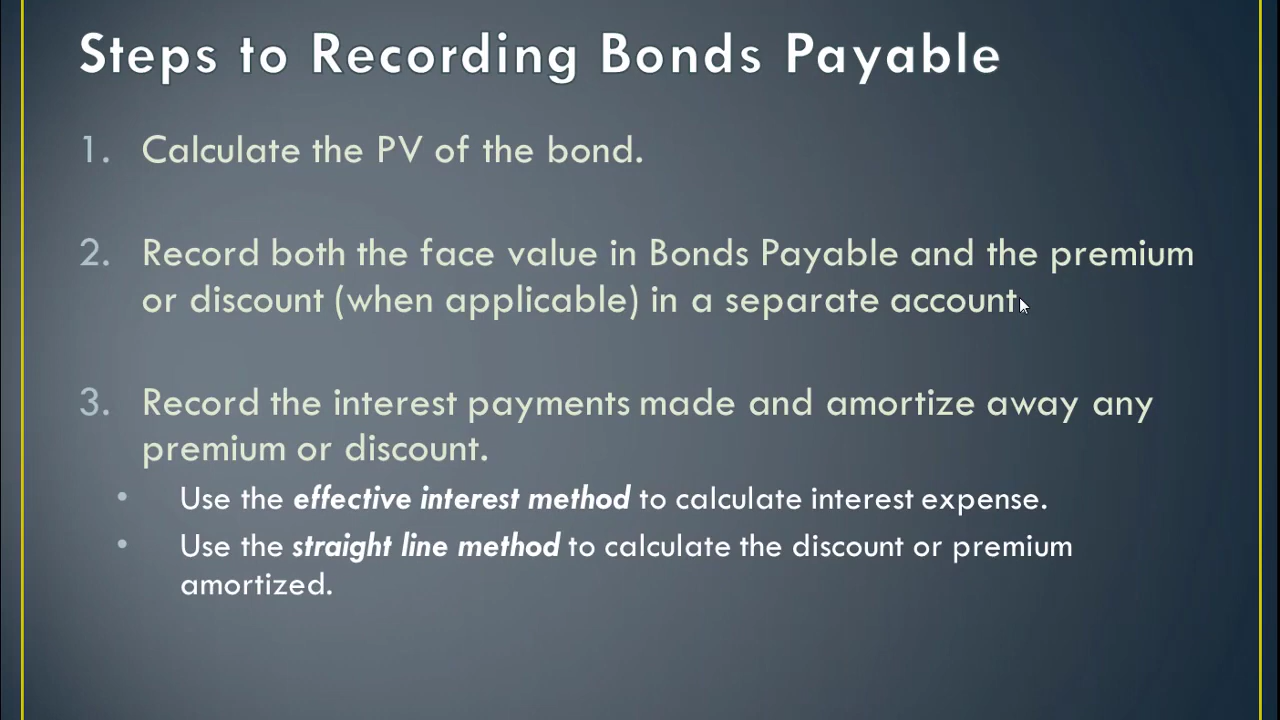 Steps to Recording Bonds Payable
1. Calculate the PV of the bond.
2. Record both the face value in Bonds Payable and the premium
or discount (when applicable) in a separate account.
3. Record the interest payments made and amortize away any
premium or discount.
• Use the effective interest method to calculate interest expense.
• Use the straight line method to calculate the discount or premium
amortized.